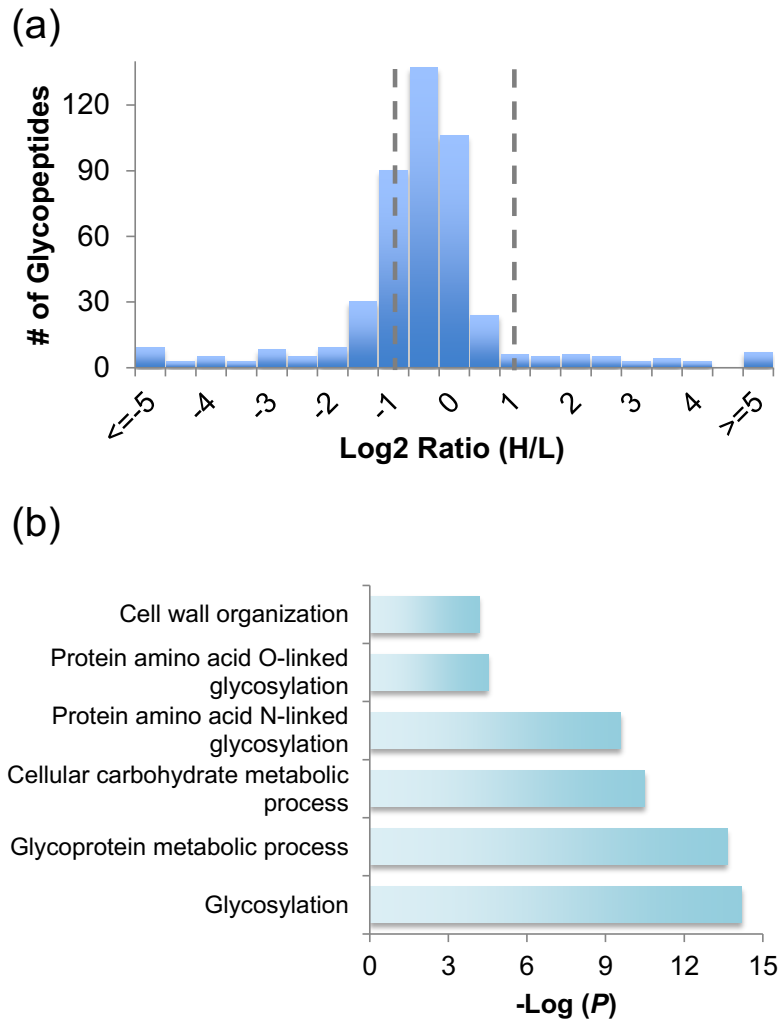 (a)
# of Glycopeptides
120
90
60
30
0
<=-5
-4
-3
-2
-1
0
1
2
3
4
>=5
Log2 Ratio (H/L)
(b)
Cell wall organization
Protein amino acid O-linked
glycosylation
Protein amino acid N-linked
glycosylation
Cellular carbohydrate metabolic
process
Glycoprotein metabolic process
Glycosylation
0
3
6
9
12
15
-Log (P)